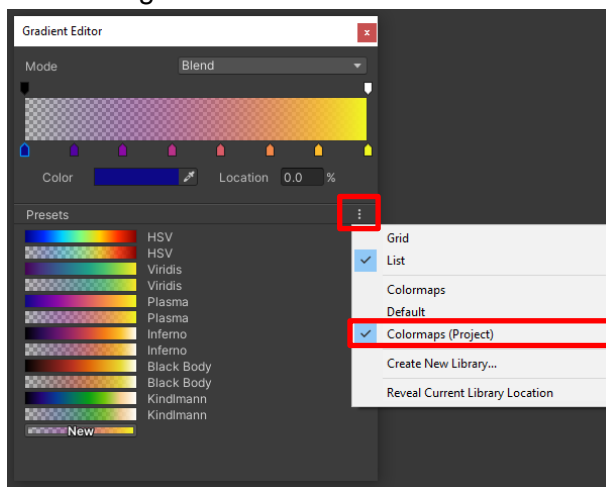 Gradient Editor
x
Mode
Blend
Color
Location
0.0
%
Presets
HSV
HSV
Viridis
Viridis
Plasma
Plasma
Inferno
Inferno
Black Body
Black Body
Kindlmann
Kindlmann
New
Grid
List
Colormaps
Default
Colormaps (Project)
Create New Library...
Reveal Current Library Location